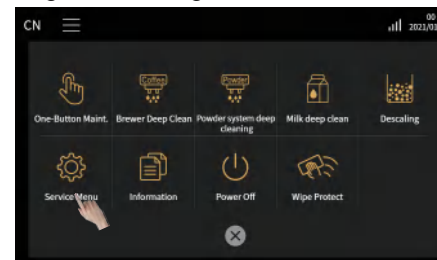 CN
00
2021/03
Coffee
Powder
One-Button Maint.
Brewer Deep Clean
Powder system deep
cleaning
Milk deep clean
Descaling
Service Menu
Information
Power Off
Wipe Protect